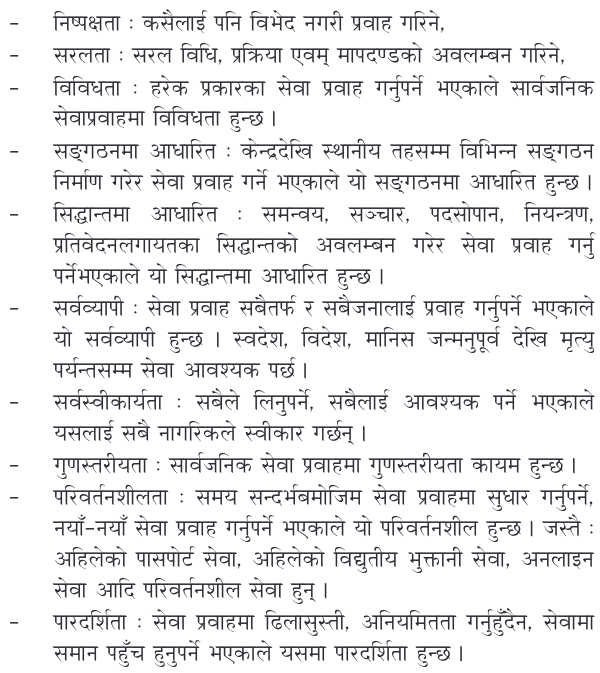 - निष्पक्षता : कसैलाई पनि विभेद नगरी प्रवाह गरिने,
- सरलता : सरल विधि, प्रक्रिया एवम् मापदण्डको अवलम्बन गरिने,
- विविधता : हरेक प्रकारका सेवा प्रवाह गर्नुपर्ने भएकाले सार्वजनिक
सेवाप्रवाहमा विविधता हुन्छ ।
- सङ्गठनमा आधारित : केन्द्रदेखि स्थानीय तहसम्म विभिन्न सङ्गठन
निर्माण गरेर सेवा प्रवाह गर्ने भएकाले यो सङ्गठनमा आधारित हुन्छ ।
- सिद्धान्तमा आधारित : समन्वय, सञ्चार, पदसोपान, नियन्त्रण,
प्रतिवेदनलगायतका सिद्धान्तको अवलम्बन गरेर सेवा प्रवाह गर्नु
पर्नेभएकाले यो सिद्धान्तमा आधारित हुन्छ ।
- सर्वव्यापी : सेवा प्रवाह सबैतर्फ र सबैजनालाई प्रवाह गर्नुपर्ने भएकाले
यो सर्वव्यापी हुन्छ । स्वदेश, विदेश, मानिस जन्मनुपूर्व देखि मृत्यु
पर्यन्तसम्म सेवा आवश्यक पर्छ ।
- सर्वस्वीकार्यता : सबैले लिनुपर्ने, सबैलाई आवश्यक पर्ने भएकाले
यसलाई सबै नागरिकले स्वीकार गर्छन् ।
- गुणस्तरीयता : सार्वजनिक सेवा प्रवाहमा गुणस्तरीयता कायम हुन्छ ।
- परिवर्तनशीलता : समय सन्दर्भबमोजिम सेवा प्रवाहमा सुधार गर्नुपर्ने,
नयाँ-नयाँ सेवा प्रवाह गर्नुपर्ने भएकाले यो परिवर्तनशील हुन्छ । जस्तै :
अहिलेको पासपोर्ट सेवा, अहिलेको विद्युतीय भुक्तानी सेवा, अनलाइन
सेवा आदि परिवर्तनशील सेवा हुन् ।
- पारदर्शिता : सेवा प्रवाहमा ढिलासुस्ती, अनियमितता गर्नुहुँदैन, सेवामा
समान पहुँच हुनुपर्ने भएकाले यसमा पारदर्शिता हुन्छ ।